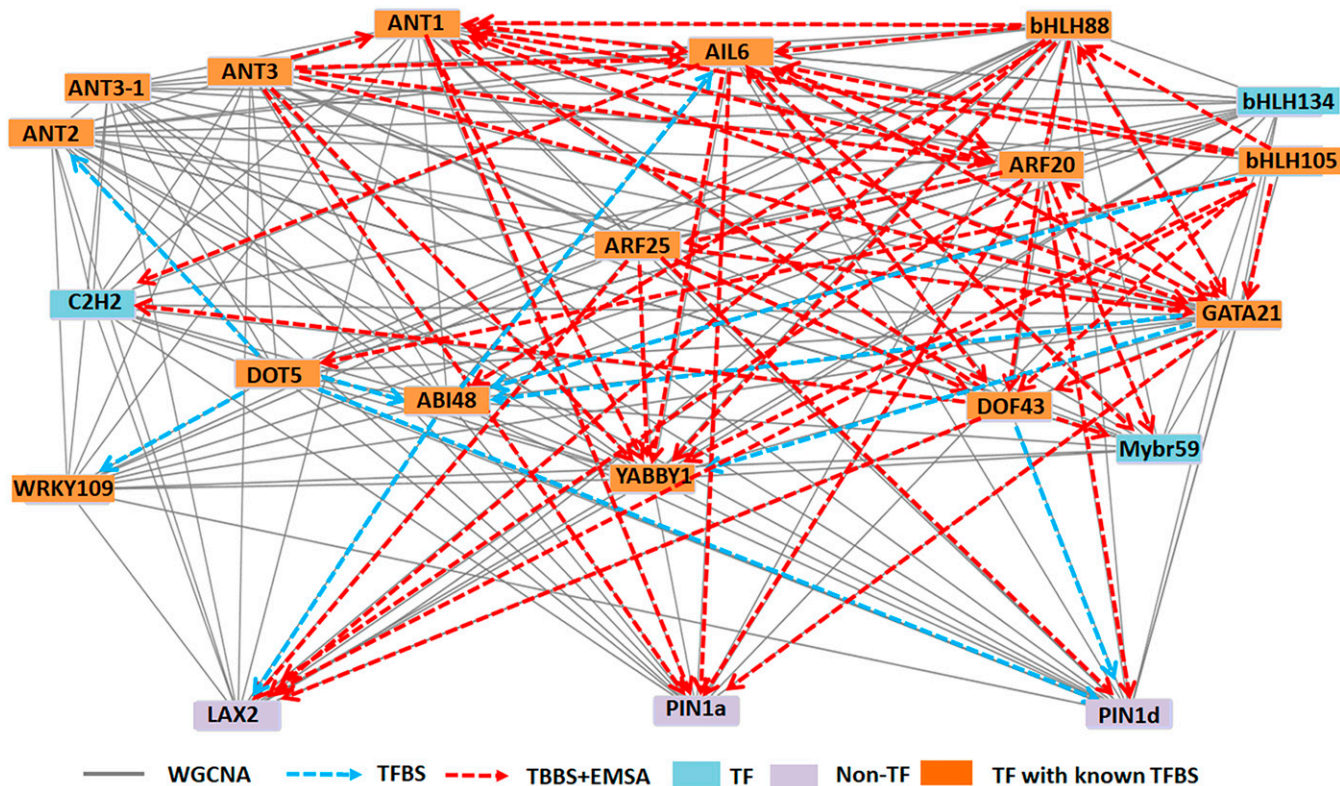 ANT1
bHLH88
AIL6
ANT3
ANT3-1
bHLH134
ANT2
bHLH105
ARF20
ARF25
C2H2
GATA21
DOT5
ABI48
DOF43
Mybr59
WRKY109
YABBY1
LAX2
PIN1a
PIN1d
WGCNA TFBS TBBS+EMSA TF Non-TF TF with known TFBS